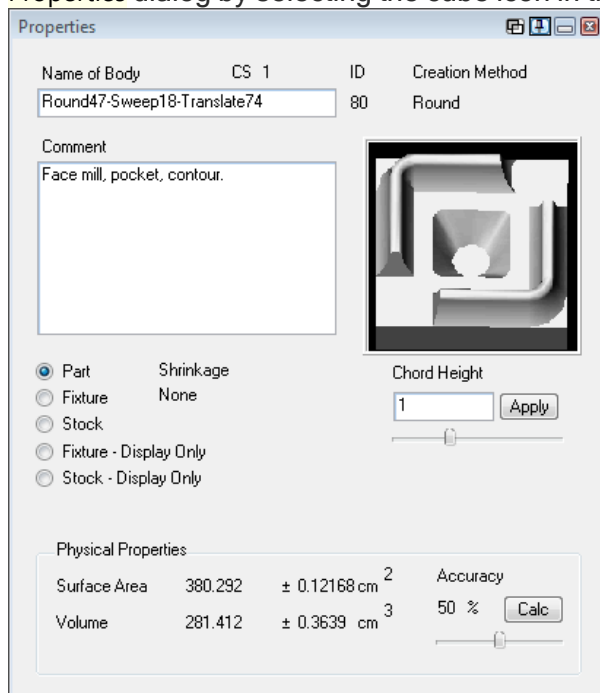 Properties dialog by selecting the cube icon in t
Properties
Name of Body CS 1 ID Creation Method
Round47-Sweep18-Translate74 80 Round
Comment
Face mill, pocket, contour.
Part Shrinkage
Fixture None
Stock
Fixture - Display Only
Stock - Display Only
Chord Height
1 Apply
Physical Properties
Surface Area 380.292 ± 0.12168 cm 2
Volume 281.412 ± 0.3639 cm 3
Accuracy
50 % Calc